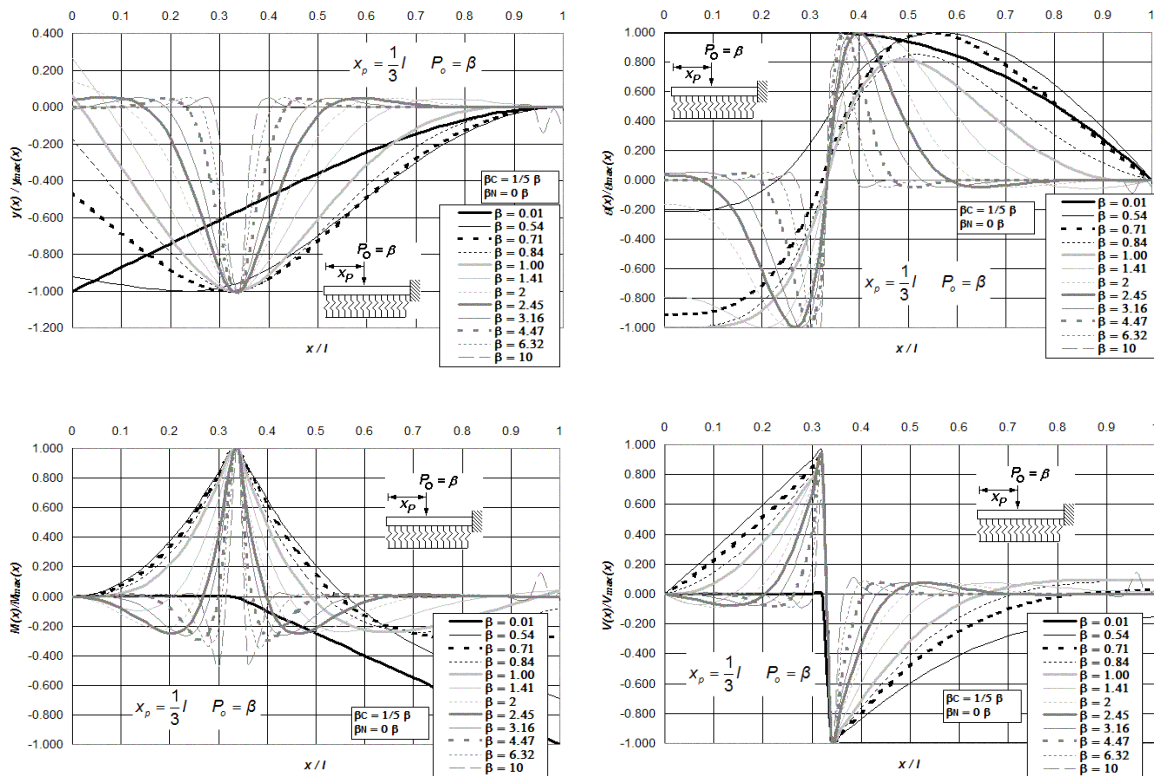 0 0.1 0.2 0.3 0.4 0.5 0.6 0.7 0.8 0.9 1
0.400
0.200
0.000
-0.200
-0.400
-0.600
-0.800
-1.000
-1.200
y(x) / ymax(x)
x / l
xp = 1/3 l Po = β
βC = 1/5 β
βN = 0 β
Po = β
xP
β = 0.01
β = 0.54
β = 0.71
β = 0.84
β = 1.00
β = 1.41
β = 2
β = 2.45
β = 3.16
β = 4.47
β = 6.32
β = 10
0 0.1 0.2 0.3 0.4 0.5 0.6 0.7 0.8 0.9 1
1.000
0.800
0.600
0.400
0.200
0.000
-0.200
-0.400
-0.600
-0.800
-1.000
x / l
Po = β
xP
βC = 1/5 β
βN = 0 β
xp = 1/3 l Po = β
β = 0.01
β = 0.54
β = 0.71
β = 0.84
β = 1.00
β = 1.41
β = 2
β = 2.45
β = 3.16
β = 4.47
β = 6.32
β = 10
0 0.1 0.2 0.3 0.4 0.5 0.6 0.7 0.8 0.9 1
1.000
0.800
0.600
0.400
0.200
0.000
-0.200
-0.400
-0.600
-0.800
-1.000
M(x)/Mmax(x)
x / l
Po = β
xP
xp = 1/3 l Po = β
βC = 1/5 β
βN = 0 β
β = 0.01
β = 0.54
β = 0.71
β = 0.84
β = 1.00
β = 1.41
β = 2
β = 2.45
β = 3.16
β = 4.47
β = 6.32
β = 10
0 0.1 0.2 0.3 0.4 0.5 0.6 0.7 0.8 0.9 1
1.000
0.800
0.600
0.400
0.200
0.000
-0.200
-0.400
-0.600
-0.800
-1.000
V(x)/Vmax(x)
x / l
Po = β
xP
xp = 1/3 l Po = β
βC = 1/5 β
βN = 0 β
β = 0.01
β = 0.54
β = 0.71
β = 0.84
β = 1.00
β = 1.41
β = 2
β = 2.45
β = 3.16
β = 4.47
β = 6.32
β = 10